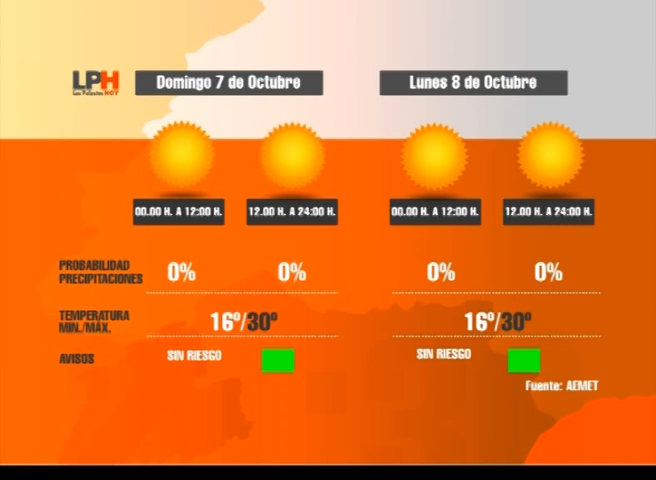 LPH
Los Palacios HOY
Domingo 7 de Octubre
Lunes 8 de Octubre
00.00 H. A 12:00 H.
12.00 H. A 24:00 H.
00.00 H. A 12:00 H.
12.00 H. A 24:00 H.
PROBABILIDAD
PRECIPITACIONES
0%
0%
0%
0%
TEMPERATURA
MIN./MÁX.
16º/30º
16º/30º
AVISOS
SIN RIESGO
SIN RIESGO
Fuente: AEMET